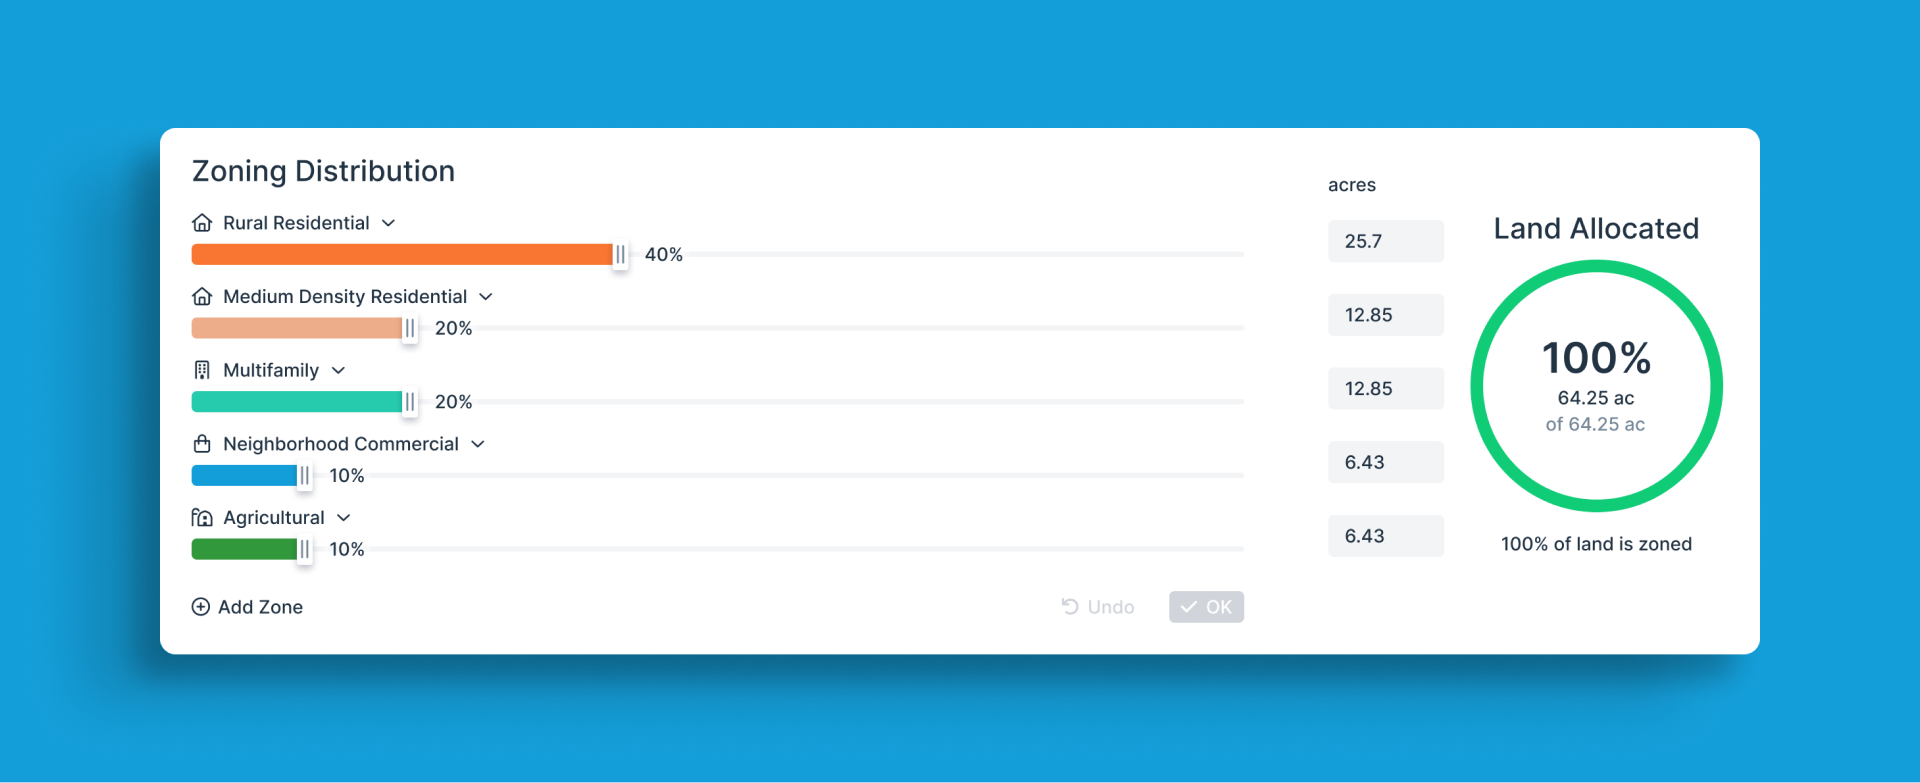 Zoning Distribution
acres
Rural Residential
40%
25.7
Medium Density Residential
20%
12.85
Multifamily
20%
12.85
Neighborhood Commercial
10%
6.43
Agricultural
10%
6.43
Add Zone
Undo
OK
Land Allocated
100%
64.25 ac
of 64.25 ac
100% of land is zoned